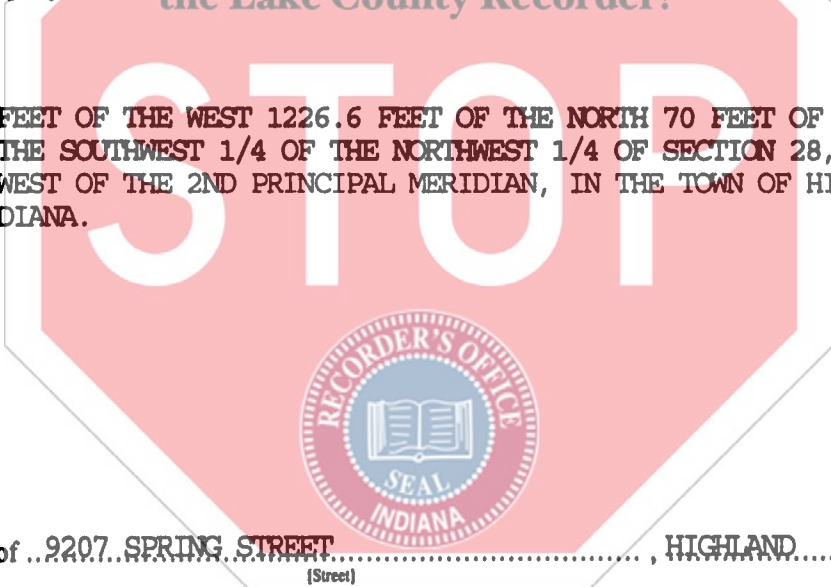 the Lake County Recorder!
STOP
FEET OF THE WEST 1226.6 FEET OF THE NORTH 70 FEET OF
THE SOUTHWEST 1/4 OF THE NORTHWEST 1/4 OF SECTION 28,
WEST OF THE 2ND PRINCIPAL MERIDIAN, IN THE TOWN OF HI
DIANA.
RECORDER'S OFFICE
SEAL
INDIANA
of ..9207 SPRING STREET........................................ , HIGHLAND....
(Street)